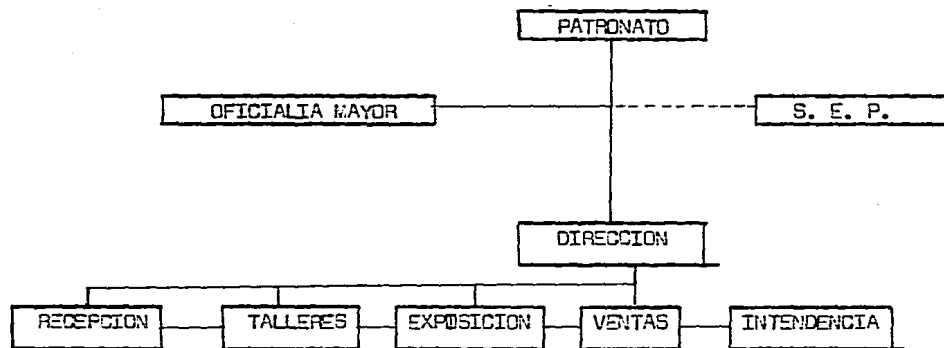 PATRONATO
OFICIALIA MAYOR
S. E. P.
DIRECCION
RECEPCION
TALLERES
EXPOSICION
VENTAS
INTENDENCIA